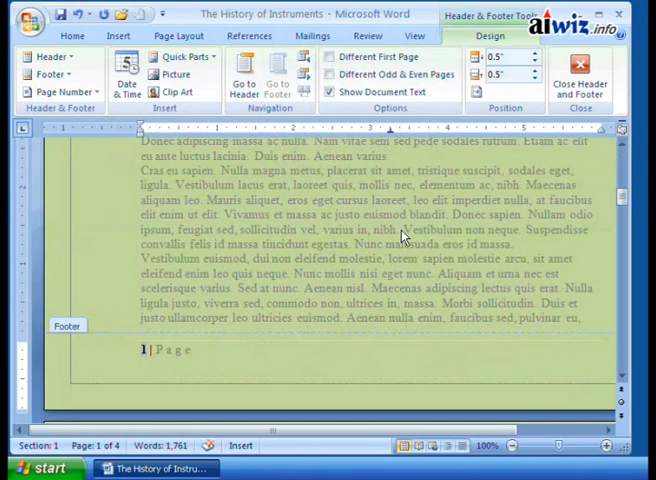 The History of Instruments - Microsoft Word
Header & Footer Tools
aiwiz.info
Home
Insert
Page Layout
References
Mailings
Review
View
Design
Header
Footer
Page Number
Header & Footer
Date & Time
Quick Parts
Picture
Clip Art
Insert
Go to Header
Go to Footer
Navigation
Different First Page
Different Odd & Even Pages
Show Document Text
Options
0.5"
0.5"
Position
Close Header and Footer
Close
Donec adipiscing massa ac nulla. Nam vitae sem sed pede sodales rutrum. Etiam ac
eu ante luctus lacinia. Duis enim. Aenean varius.
Cras eu sapien. Nulla magna metus, placerat sit amet, tristique suscipit, sodales eget,
ligula. Vestibulum lacus erat, laoreet quis, mollis nec, elementum ac, nibh. Maecenas
aliquam leo. Mauris aliquet, eros eget cursus laoreet, leo elit imperdiet nulla, at faucibus
elit enim ut elit. Vivamus et massa ac justo euismod blandit. Donec sapien. Nullam odio
ipsum, feugiat sed, sollicitudin vel, varius in, nibh. Vestibulum non neque. Suspendisse
convallis felis id massa tincidunt egestas. Nunc malesuada eros id massa.
Vestibulum euismod, dui non eleifend molestie, lorem sapien molestie arcu, sit amet
eleifend enim leo quis neque. Nunc mollis nisi eget nunc. Aliquam et urna nec est
scelerisque varius. Sed at nunc. Aenean nisl. Maecenas adipiscing lectus quis erat. Nulla
ligula justo, viverra sed, commodo non, ultrices in, massa. Morbi sollicitudin. Duis et
justo ullamcorper leo ultricies euismod. Aenean nulla enim, faucibus sed, pulvinar eu,
Footer
1 | P a g e
Section: 1
Page: 1 of 4
Words: 1,761
Insert
100%
start
The History of Instru...